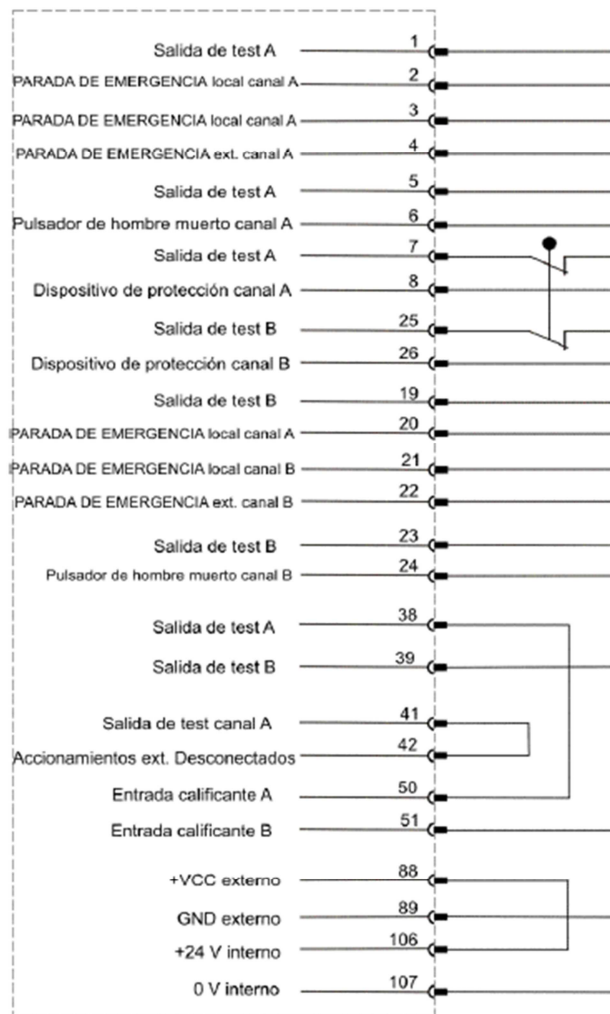 Salida de test A 1
PARADA DE EMERGENCIA local canal A 2
PARADA DE EMERGENCIA local canal A 3
PARADA DE EMERGENCIA ext. canal A 4
Salida de test A 5
Pulsador de hombre muerto canal A 6
Salida de test A 7
Dispositivo de protección canal A 8
Salida de test B 25
Dispositivo de protección canal B 26
Salida de test B 19
PARADA DE EMERGENCIA local canal A 20
PARADA DE EMERGENCIA local canal B 21
PARADA DE EMERGENCIA ext. canal B 22
Salida de test B 23
Pulsador de hombre muerto canal B 24
Salida de test A 38
Salida de test B 39
Salida de test canal A 41
Accionamientos ext. Desconectados 42
Entrada calificante A 50
Entrada calificante B 51
+VCC externo 88
GND externo 89
+24 V interno 106
0 V interno 107